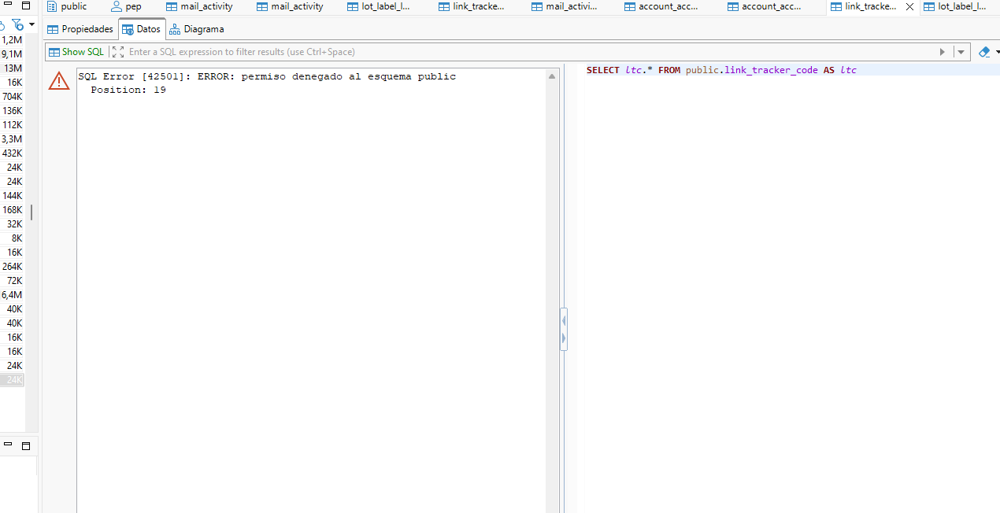 public pep mail_activity mail_activity lot_label_l... link_tracke... mail_activi... account_acc... account_acc... link_tracke... lot_label_l...
Propiedades Datos Diagrama
Show SQL Enter a SQL expression to filter results (use Ctrl+Space)
SQL Error [42501]: ERROR: permiso denegado al esquema public
Position: 19
SELECT ltc.* FROM public.link_tracker_code AS ltc
1,2M
9,1M
13M
16K
704K
136K
112K
3,3M
432K
24K
24K
144K
168K
32K
8K
16K
264K
72K
6,4M
40K
40K
16K
16K
24K
24K